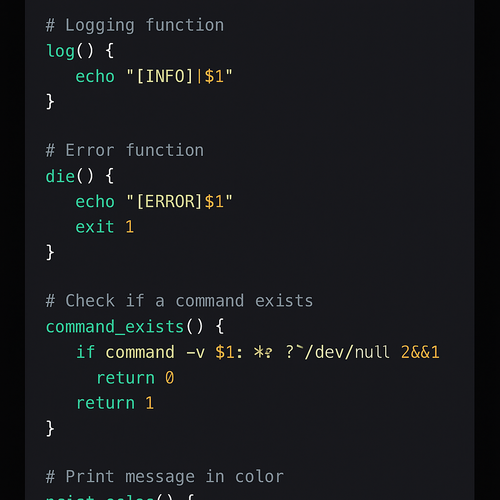 # Logging function
log() {
   echo "[INFO]|$1"
}

# Error function
die() {
   echo "[ERROR]$1"
   exit 1
}

# Check if a command exists
command_exists() {
   if command -v $1: *? ?`/dev/null 2&&1
     return 0
   return 1
}

# Print message in color